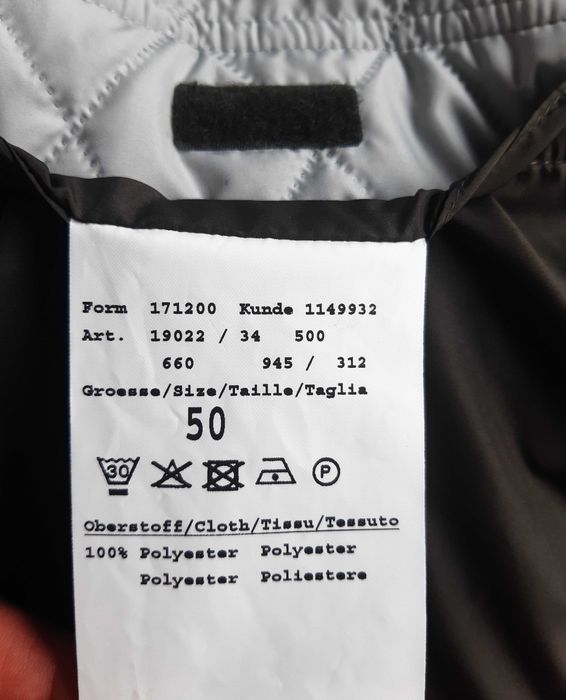 Form 171200 Kunde 1149932
Art. 19022 / 34 500
660 945 / 312
Groesse/Size/Taille/Taglia
50
30 P
Oberstoff/Cloth/Tissu/Tessuto
100% Polyester Polyester
Polyester Poliestere